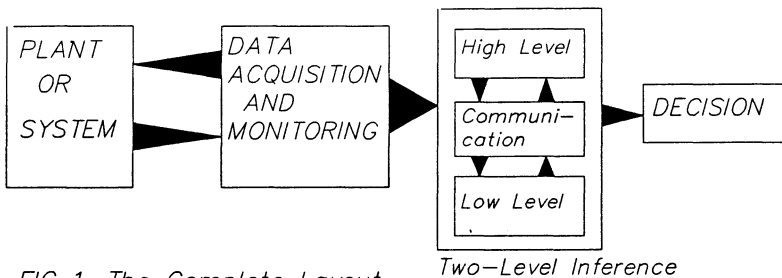 PLANT
OR
SYSTEM
DATA
ACQUISITION
AND
MONITORING
High Level
Communi-
cation
Low Level
DECISION
FIG 1 The Complete Layout
Two-Level Inference